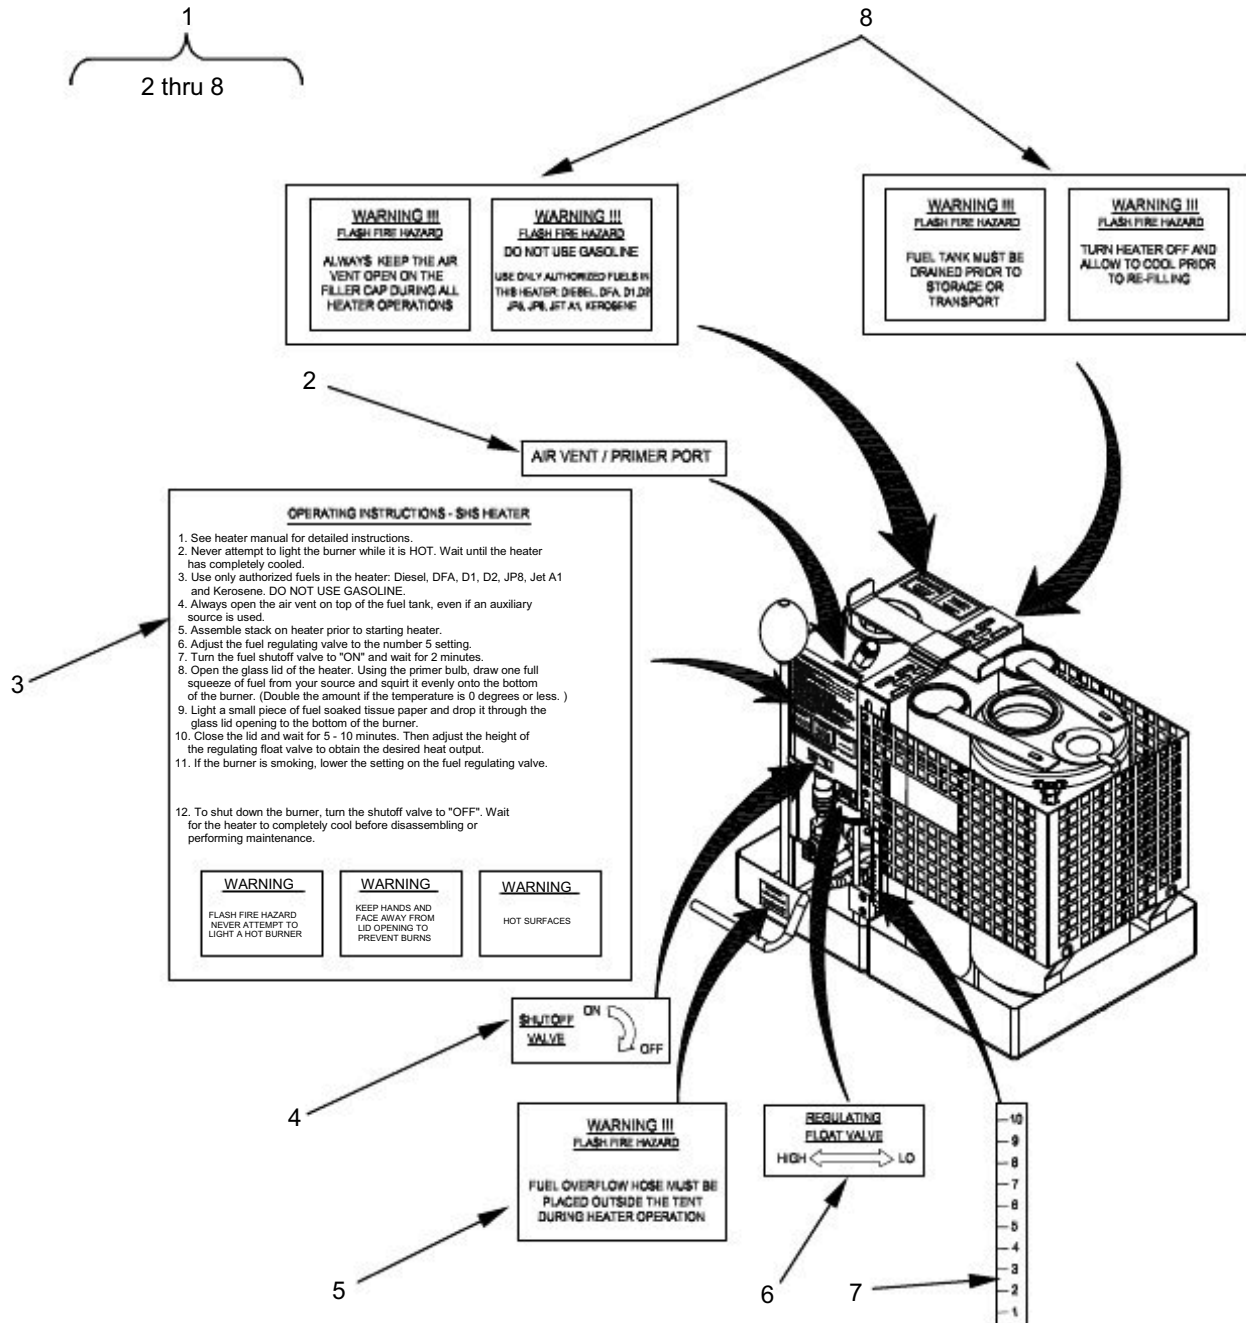 1
2 thru 8
8
WARNING !!!
FLASH FIRE HAZARD
ALWAYS KEEP THE AIR
VENT OPEN ON THE
FILLER CAP DURING ALL
HEATER OPERATIONS
WARNING !!!
FLASH FIRE HAZARD
DO NOT USE GASOLINE
USE ONLY AUTHORIZED FUELS IN
THIS HEATER: DIESEL, DFA, D1,D2
JP8, JET A1, KEROSENE
WARNING !!!
FLASH FIRE HAZARD
FUEL TANK MUST BE
DRAINED PRIOR TO
STORAGE OR
TRANSPORT
WARNING !!!
FLASH FIRE HAZARD
TURN HEATER OFF AND
ALLOW TO COOL PRIOR
TO RE-FILLING
2
AIR VENT / PRIMER PORT
3
OPERATING INSTRUCTIONS - SHS HEATER
1. See heater manual for detailed instructions.
2. Never attempt to light the burner while it is HOT. Wait until the heater
has completely cooled.
3. Use only authorized fuels in the heater: Diesel, DFA, D1, D2, JP8, Jet A1
and Kerosene. DO NOT USE GASOLINE.
4. Always open the air vent on top of the fuel tank, even if an auxiliary
source is used.
5. Assemble stack on heater prior to starting heater.
6. Adjust the fuel regulating valve to the number 5 setting.
7. Turn the fuel shutoff valve to "ON" and wait for 2 minutes.
8. Open the glass lid of the heater. Using the primer bulb, draw one full
squeeze of fuel from your source and squirt it evenly onto the bottom
of the burner. (Double the amount if the temperature is 0 degrees or less. )
9. Light a small piece of fuel soaked tissue paper and drop it through the
glass lid opening to the bottom of the burner.
10. Close the lid and wait for 5 - 10 minutes. Then adjust the height of
the regulating float valve to obtain the desired heat output.
11. If the burner is smoking, lower the setting on the fuel regulating valve.
12. To shut down the burner, turn the shutoff valve to "OFF". Wait
for the heater to completely cool before disassembling or
performing maintenance.
WARNING
FLASH FIRE HAZARD
NEVER ATTEMPT TO
LIGHT A HOT BURNER
WARNING
KEEP HANDS AND
FACE AWAY FROM
LID OPENING TO
PREVENT BURNS
WARNING
HOT SURFACES
4
SHUTOFF
VALVE
ON
OFF
5
WARNING !!!
FLASH FIRE HAZARD
FUEL OVERFLOW HOSE MUST BE
PLACED OUTSIDE THE TENT
DURING HEATER OPERATION
6
REGULATING
FLOAT VALVE
HIGH LO
7
10
9
8
7
6
5
4
3
2
1